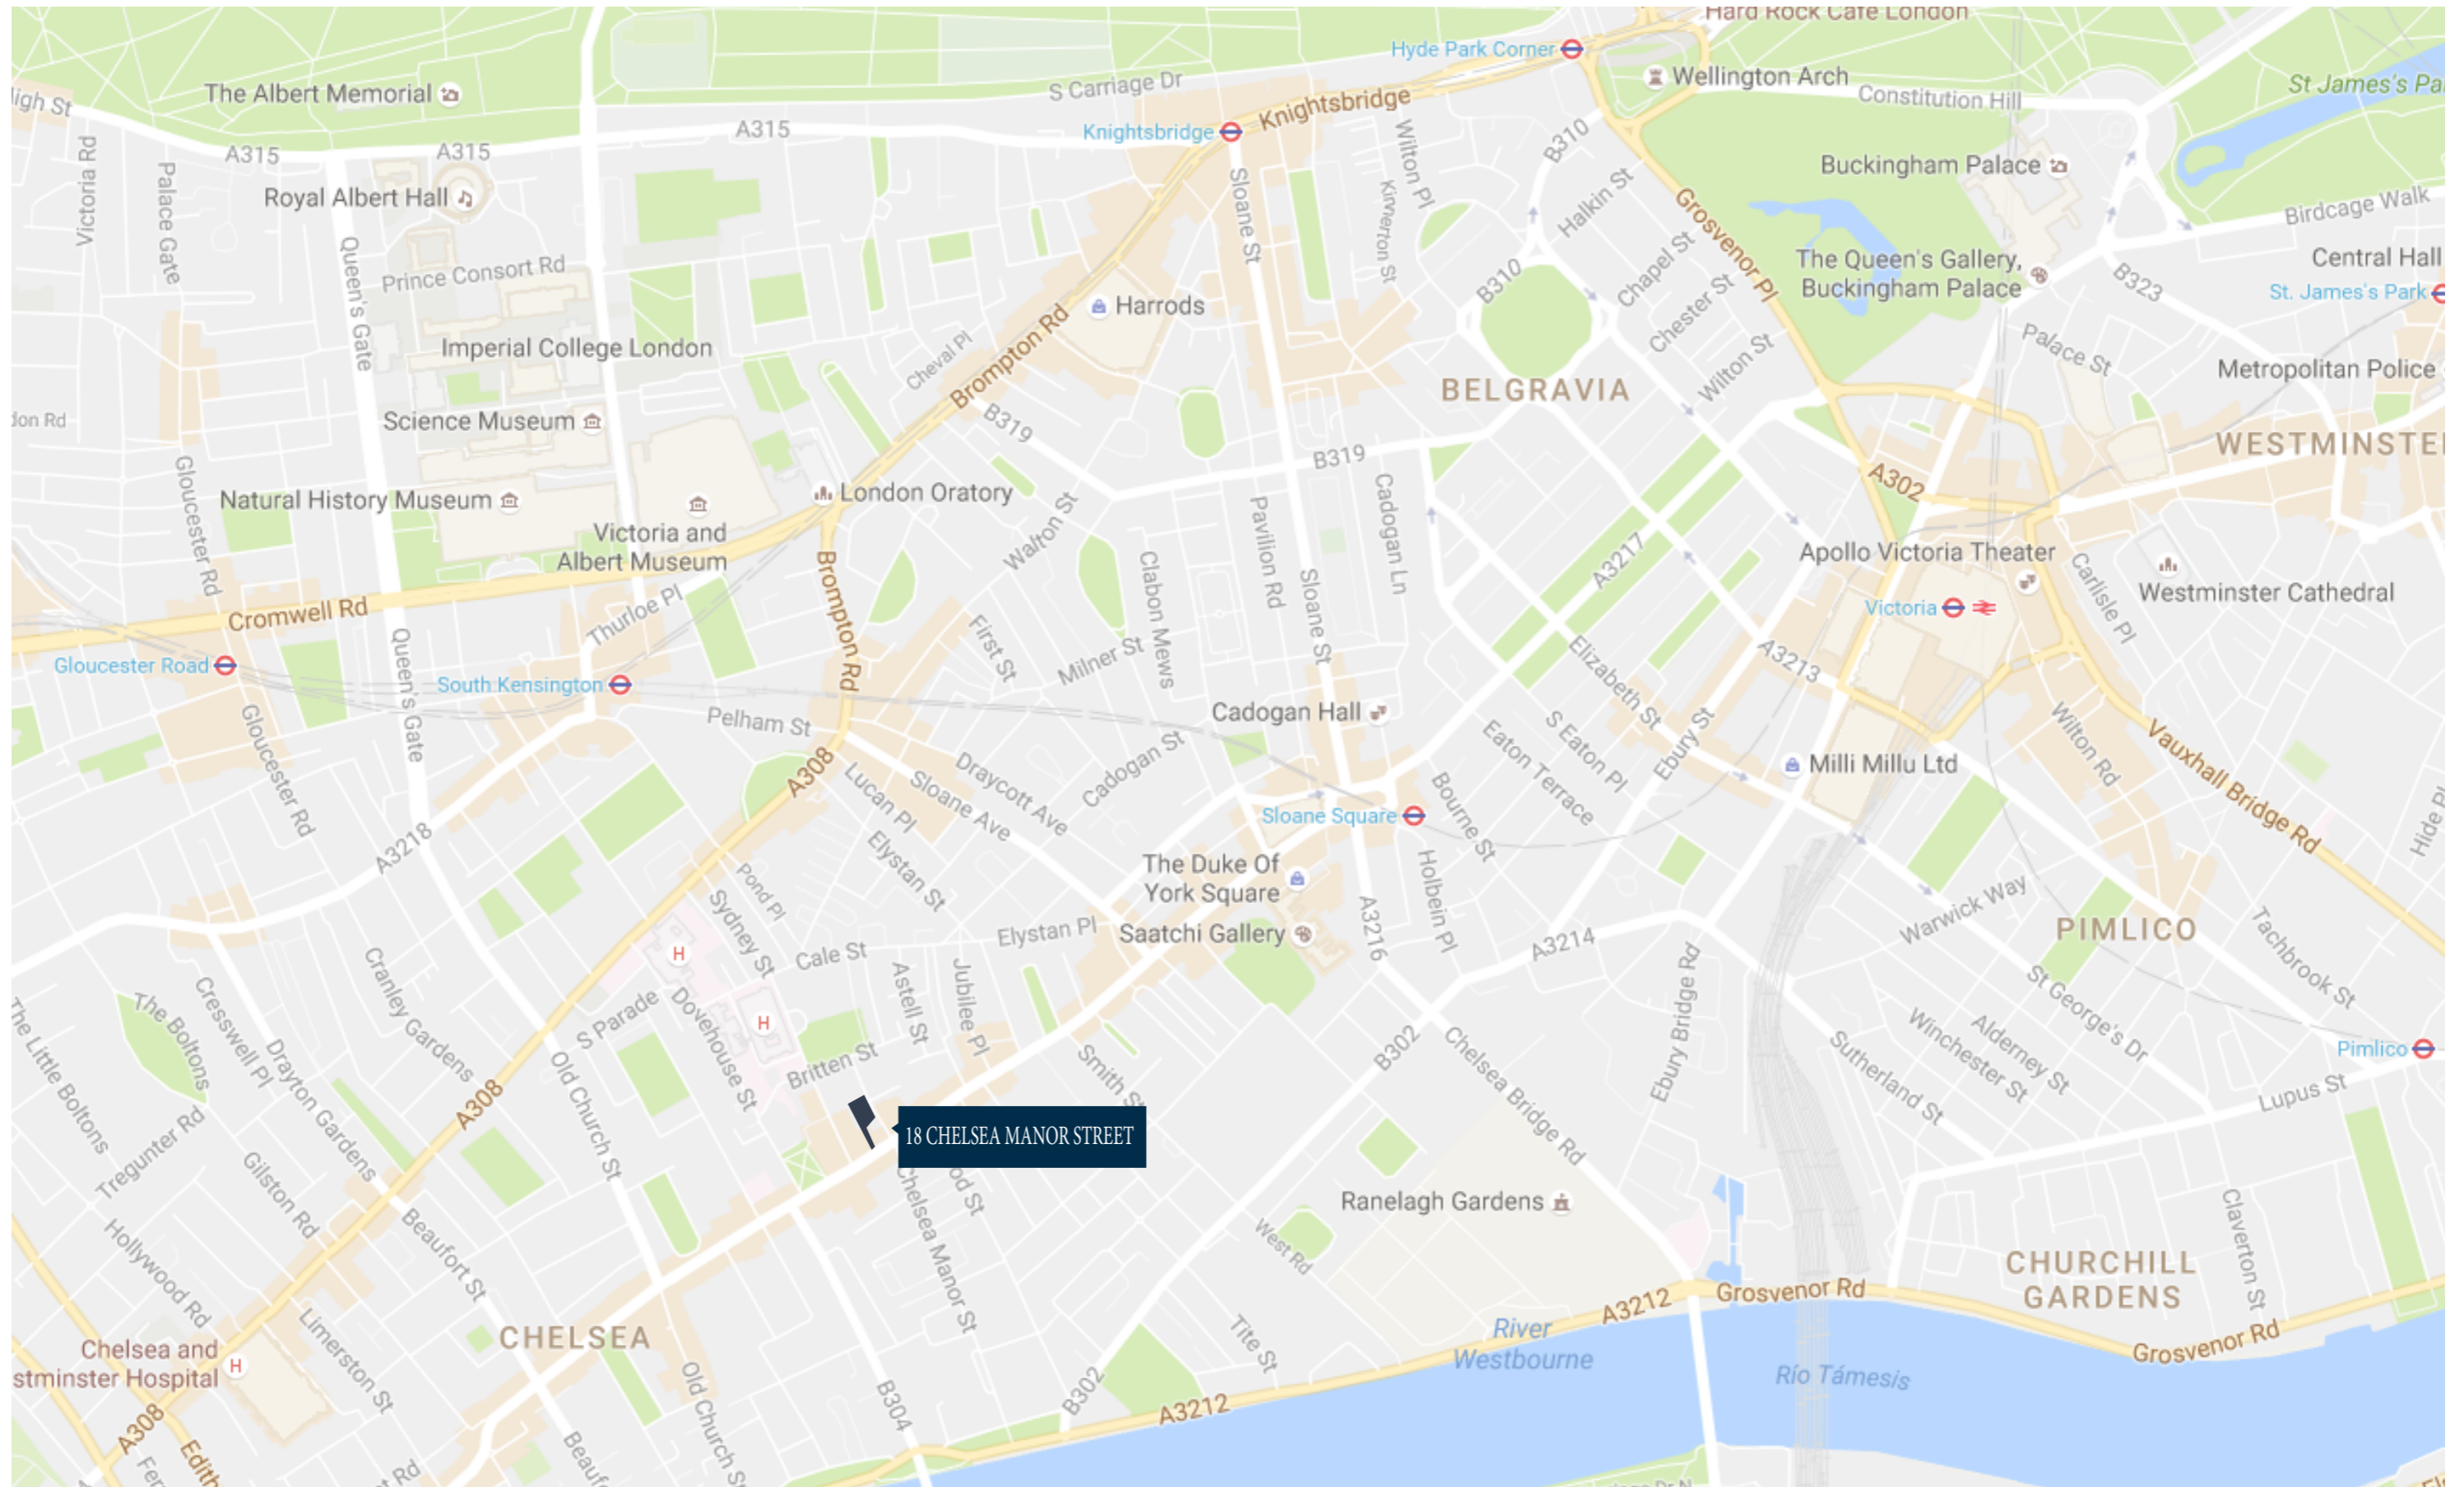 Hard Rock Cafe London
Hyde Park Corner
Wellington Arch
The Albert Memorial
S Carriage Dr
Constitution Hill
St James's Pa
igh St
Knightsbridge
Knightsbridge
A315
A315
A315
Victoria Rd
Palace Gate
Royal Albert Hall
Wilton Pl
B310
Buckingham Palace
Birdcage Walk
Sloane St
Kinnerton St
Halkin St
Grosvenor Pl
Queen's Gate
Prince Consort Rd
B310
Chapel St
The Queen's Gallery,
Buckingham Palace
Central Hall
B323
St. James's Park
Harrods
Chester St
Imperial College London
Cheval Pl
Brompton Rd
Wilton St
Palace St
Metropolitan Police
BELGRAVIA
don Rd
Science Museum
B319
B319
WESTMINSTE
Gloucester Rd
Natural History Museum
London Oratory
A302
Victoria and
Albert Museum
Walton St
Pavilion Rd
Cadogan Ln
Brompton Rd
Clabon Mews
Sloane St
A3217
Apollo Victoria Theater
Carlisle Pl
Westminster Cathedral
Cromwell Rd
Thurloe Pl
Victoria
Gloucester Road
Queen's Gate
South Kensington
First St
Milner St
Elizabeth St
A3213
Gloucester Rd
Pelham St
Cadogan Hall
A308
Lucan Pl
Sloane Ave
Draycott Ave
Cadogan St
Eaton Terrace
S Eaton Pl
Ebury St
Milli Millu Ltd
Wilton Rd
Vauxhall Bridge Rd
Sloane Square
Bourne St
Hide Pl
A3218
Elystan St
The Duke Of
York Square
Holbein Pl
Pond Pl
Sydney St
Elystan Pl
Saatchi Gallery
A3216
A3214
Warwick Way
PIMLICO
Tachbrook St
Cale St
Astell St
Jubilee Pl
Ebury Bridge Rd
St George's Dr
Cranley Gardens
Cresswell Pl
The Boltons
The Little Boltons
Drayton Gardens
S Parade
Dovehouse St
H
H
Britten St
Smith St
B302
Chelsea Bridge Rd
Sutherland St
Winchester St
Alderney St
Pimlico
Lupus St
A308
Old Church St
18 CHELSEA MANOR STREET
Tregunter Rd
Gilston Rd
Chelsea Manor St
od St
Ranelagh Gardens
West Rd
Claverton St
Hollywood Rd
Beaufort St
CHURCHILL
GARDENS
Grosvenor Rd
A3212
CHELSEA
Limerston St
Chelsea and
stminster Hospital
H
Tite St
River
Westbourne
Río Támesis
Grosvenor Rd
Old Church St
B304
B302
A3212
A308
Edith
Fer
Beauf
t Rd